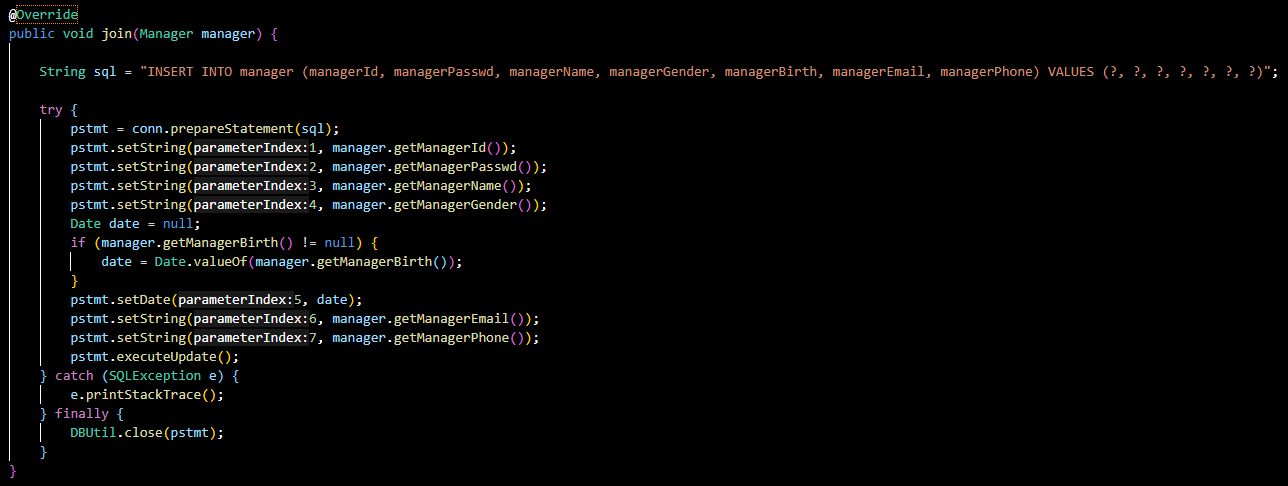 @Override
public void join(Manager manager) {
String sql = "INSERT INTO manager (managerId, managerPasswd, managerName, managerGender, managerBirth, managerEmail, managerPhone) VALUES (?, ?, ?, ?, ?, ?, ?)";
try {
pstmt = conn.prepareStatement(sql);
pstmt.setString(parameterIndex:1, manager.getManagerId());
pstmt.setString(parameterIndex:2, manager.getManagerPasswd());
pstmt.setString(parameterIndex:3, manager.getManagerName());
pstmt.setString(parameterIndex:4, manager.getManagerGender());
Date date = null;
if (manager.getManagerBirth() != null) {
date = Date.valueOf(manager.getManagerBirth());
}
pstmt.setDate(parameterIndex:5, date);
pstmt.setString(parameterIndex:6, manager.getManagerEmail());
pstmt.setString(parameterIndex:7, manager.getManagerPhone());
pstmt.executeUpdate();
} catch (SQLException e) {
e.printStackTrace();
} finally {
DBUtil.close(pstmt);
}
}